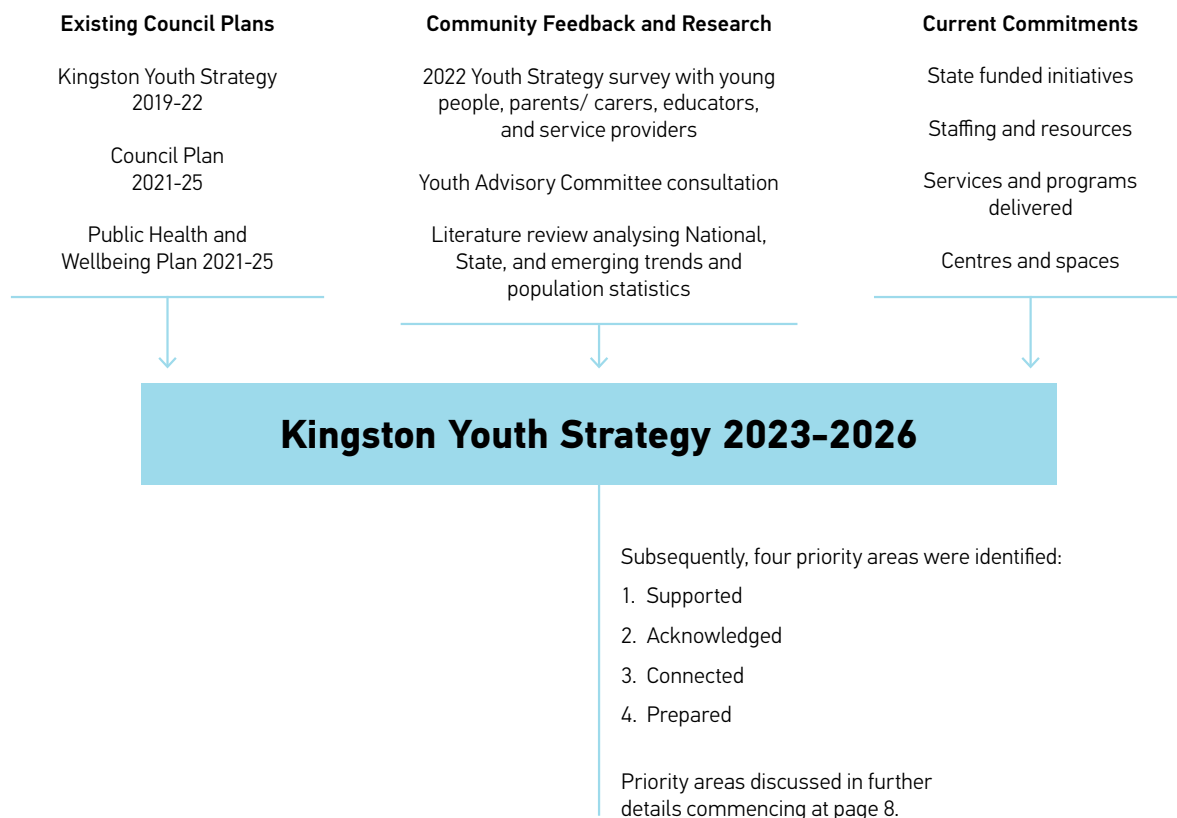 Existing Council Plans
Kingston Youth Strategy
2019-22
Council Plan
2021-25
Public Health and
Wellbeing Plan 2021-25
Community Feedback and Research
2022 Youth Strategy survey with young
people, parents/ carers, educators,
and service providers
Youth Advisory Committee consultation
Literature review analysing National,
State, and emerging trends and
population statistics
Current Commitments
State funded initiatives
Staffing and resources
Services and programs
delivered
Centres and spaces
Kingston Youth Strategy 2023-2026
Subsequently, four priority areas were identified:
1. Supported
2. Acknowledged
3. Connected
4. Prepared
Priority areas discussed in further
details commencing at page 8.